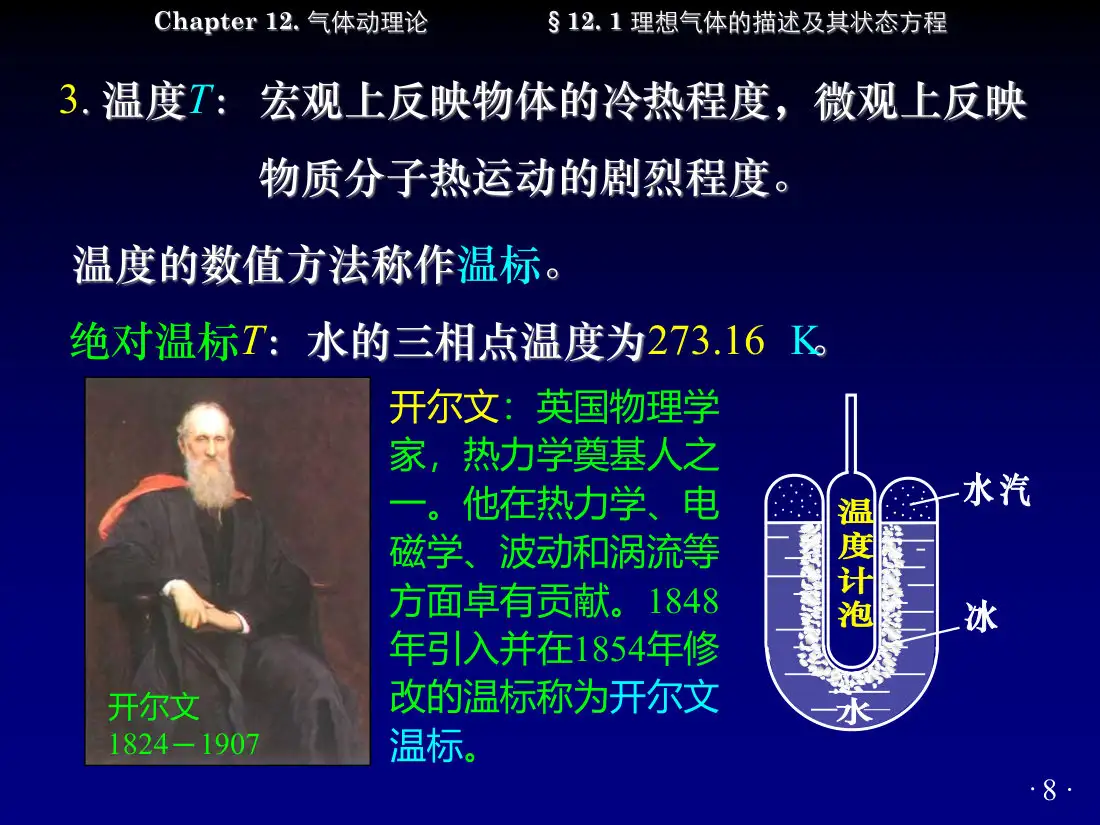 Chapter 12. 气体动理论 §12. 1 理想气体的描述及其状态方程
3. 温度T： 宏观上反映物体的冷热程度，微观上反映
物质分子热运动的剧烈程度。
温度的数值方法称作温标。
绝对温标T：水的三相点温度为273.16 K。
开尔文：英国物理学
家，热力学奠基人之
一。他在热力学、电
磁学、波动和涡流等
方面卓有贡献。1848
年引入并在1854年修
改的温标称为开尔文
温标。
开尔文
1824－1907
温度计泡
水汽
冰
水
·8·